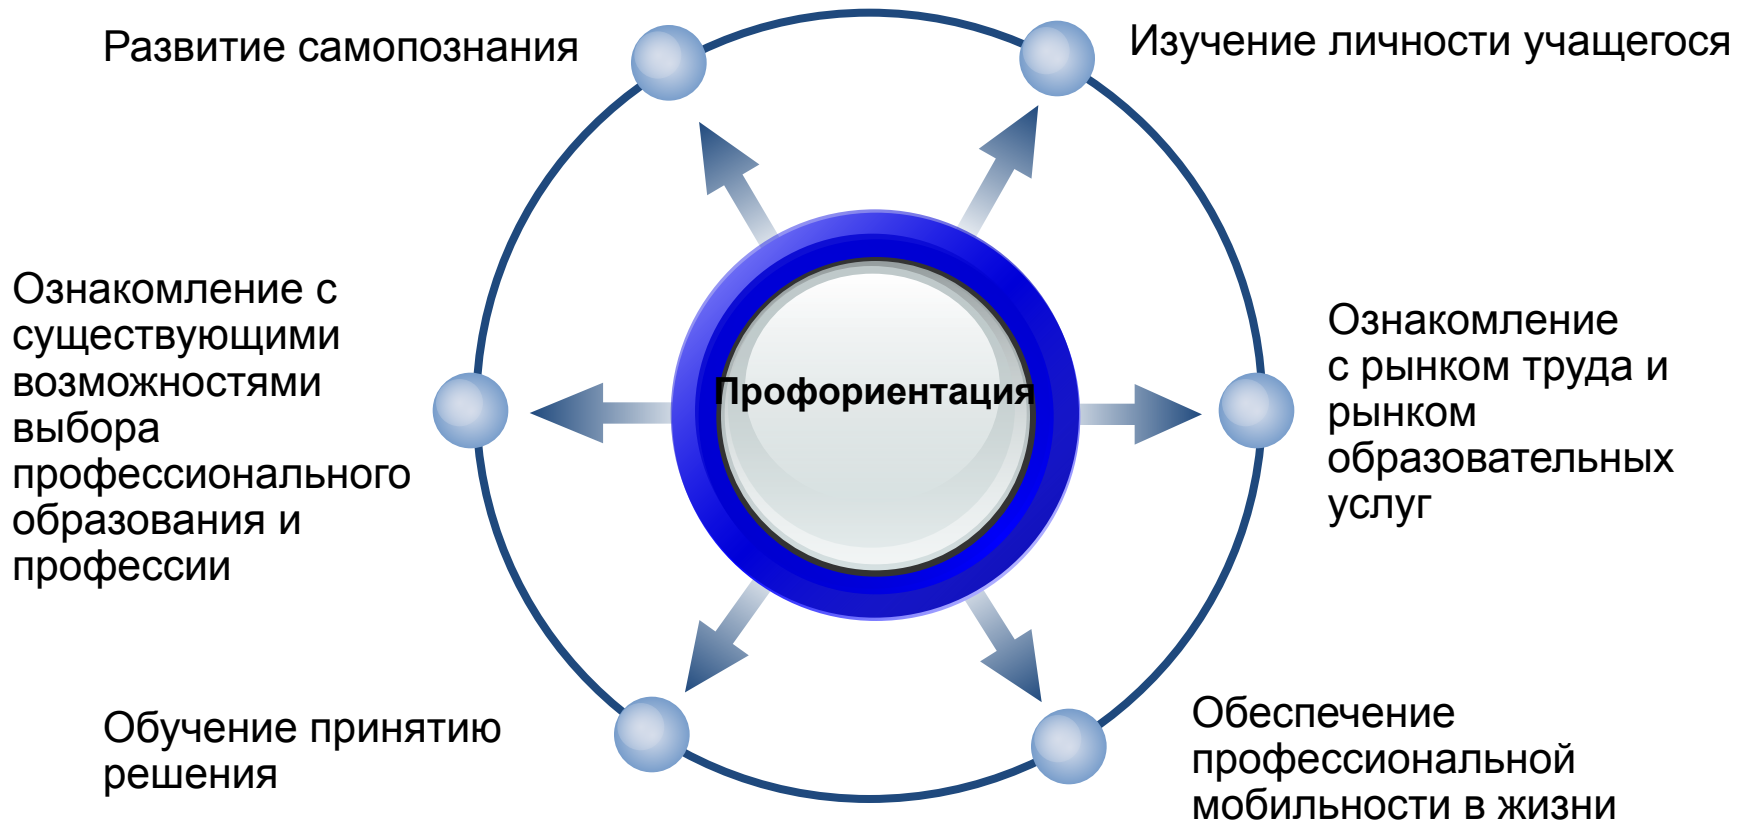 Развитие самопознания
Изучение личности учащегося
Ознакомление с
существующими
возможностями
выбора
профессионального
образования и
профессии
Профориентация
Ознакомление
с рынком труда и
рынком
образовательных
услуг
Обучение принятию
решения
Обеспечение
профессиональной
мобильности в жизни